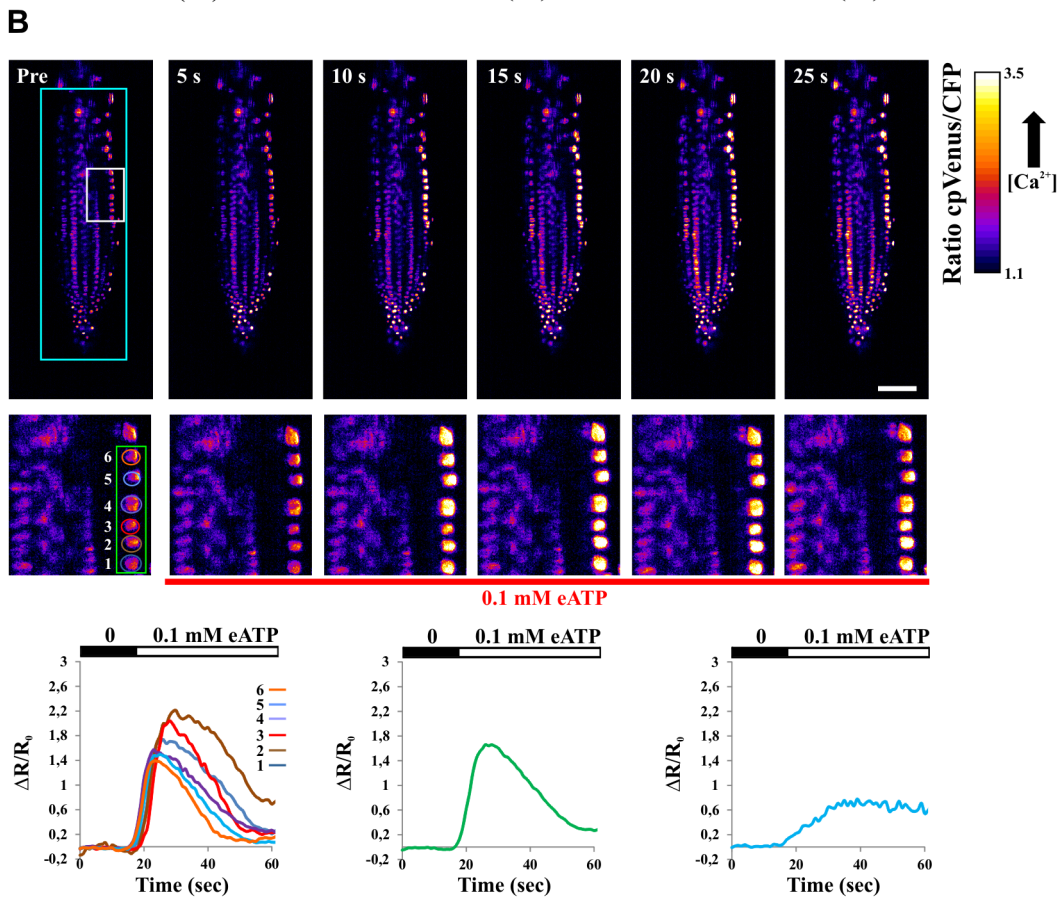 B
Pre
5 s
10 s
15 s
20 s
25 s
3.5
[Ca²⁺]
1.1
Ratio cpVenus/CFP
6
5
4
3
2
1
0.1 mM eATP
0 0.1 mM eATP
3
2,6
2,2
1,8
1,4
1
0,6
0,2
-0,2
0 20 40 60
ΔR/R₀
Time (sec)
6
5
4
3
2
1
0 0.1 mM eATP
3
2,6
2,2
1,8
1,4
1
0,6
0,2
-0,2
0 20 40 60
ΔR/R₀
Time (sec)
0 0.1 mM eATP
3
2,6
2,2
1,8
1,4
1
0,6
0,2
-0,2
0 20 40 60
ΔR/R₀
Time (sec)